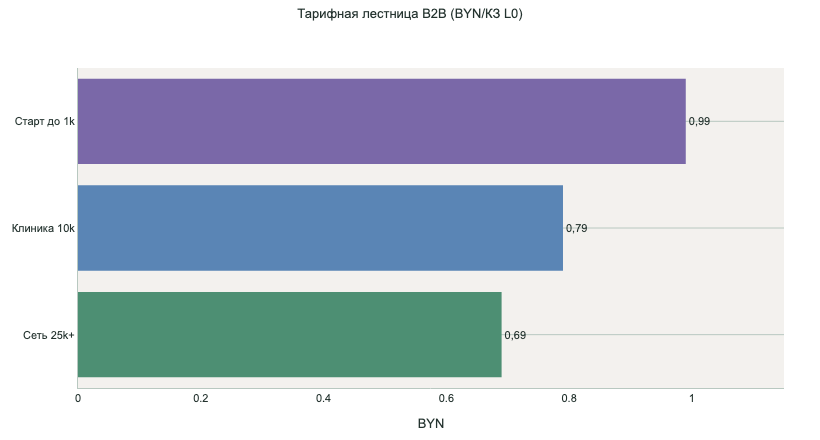 Тарифная лестница B2B (BYN/КЗ L0)
Старт до 1k
0,99
Клиника 10k
0,79
Сеть 25k+
0,69
0 0.2 0.4 0.6 0.8 1
BYN